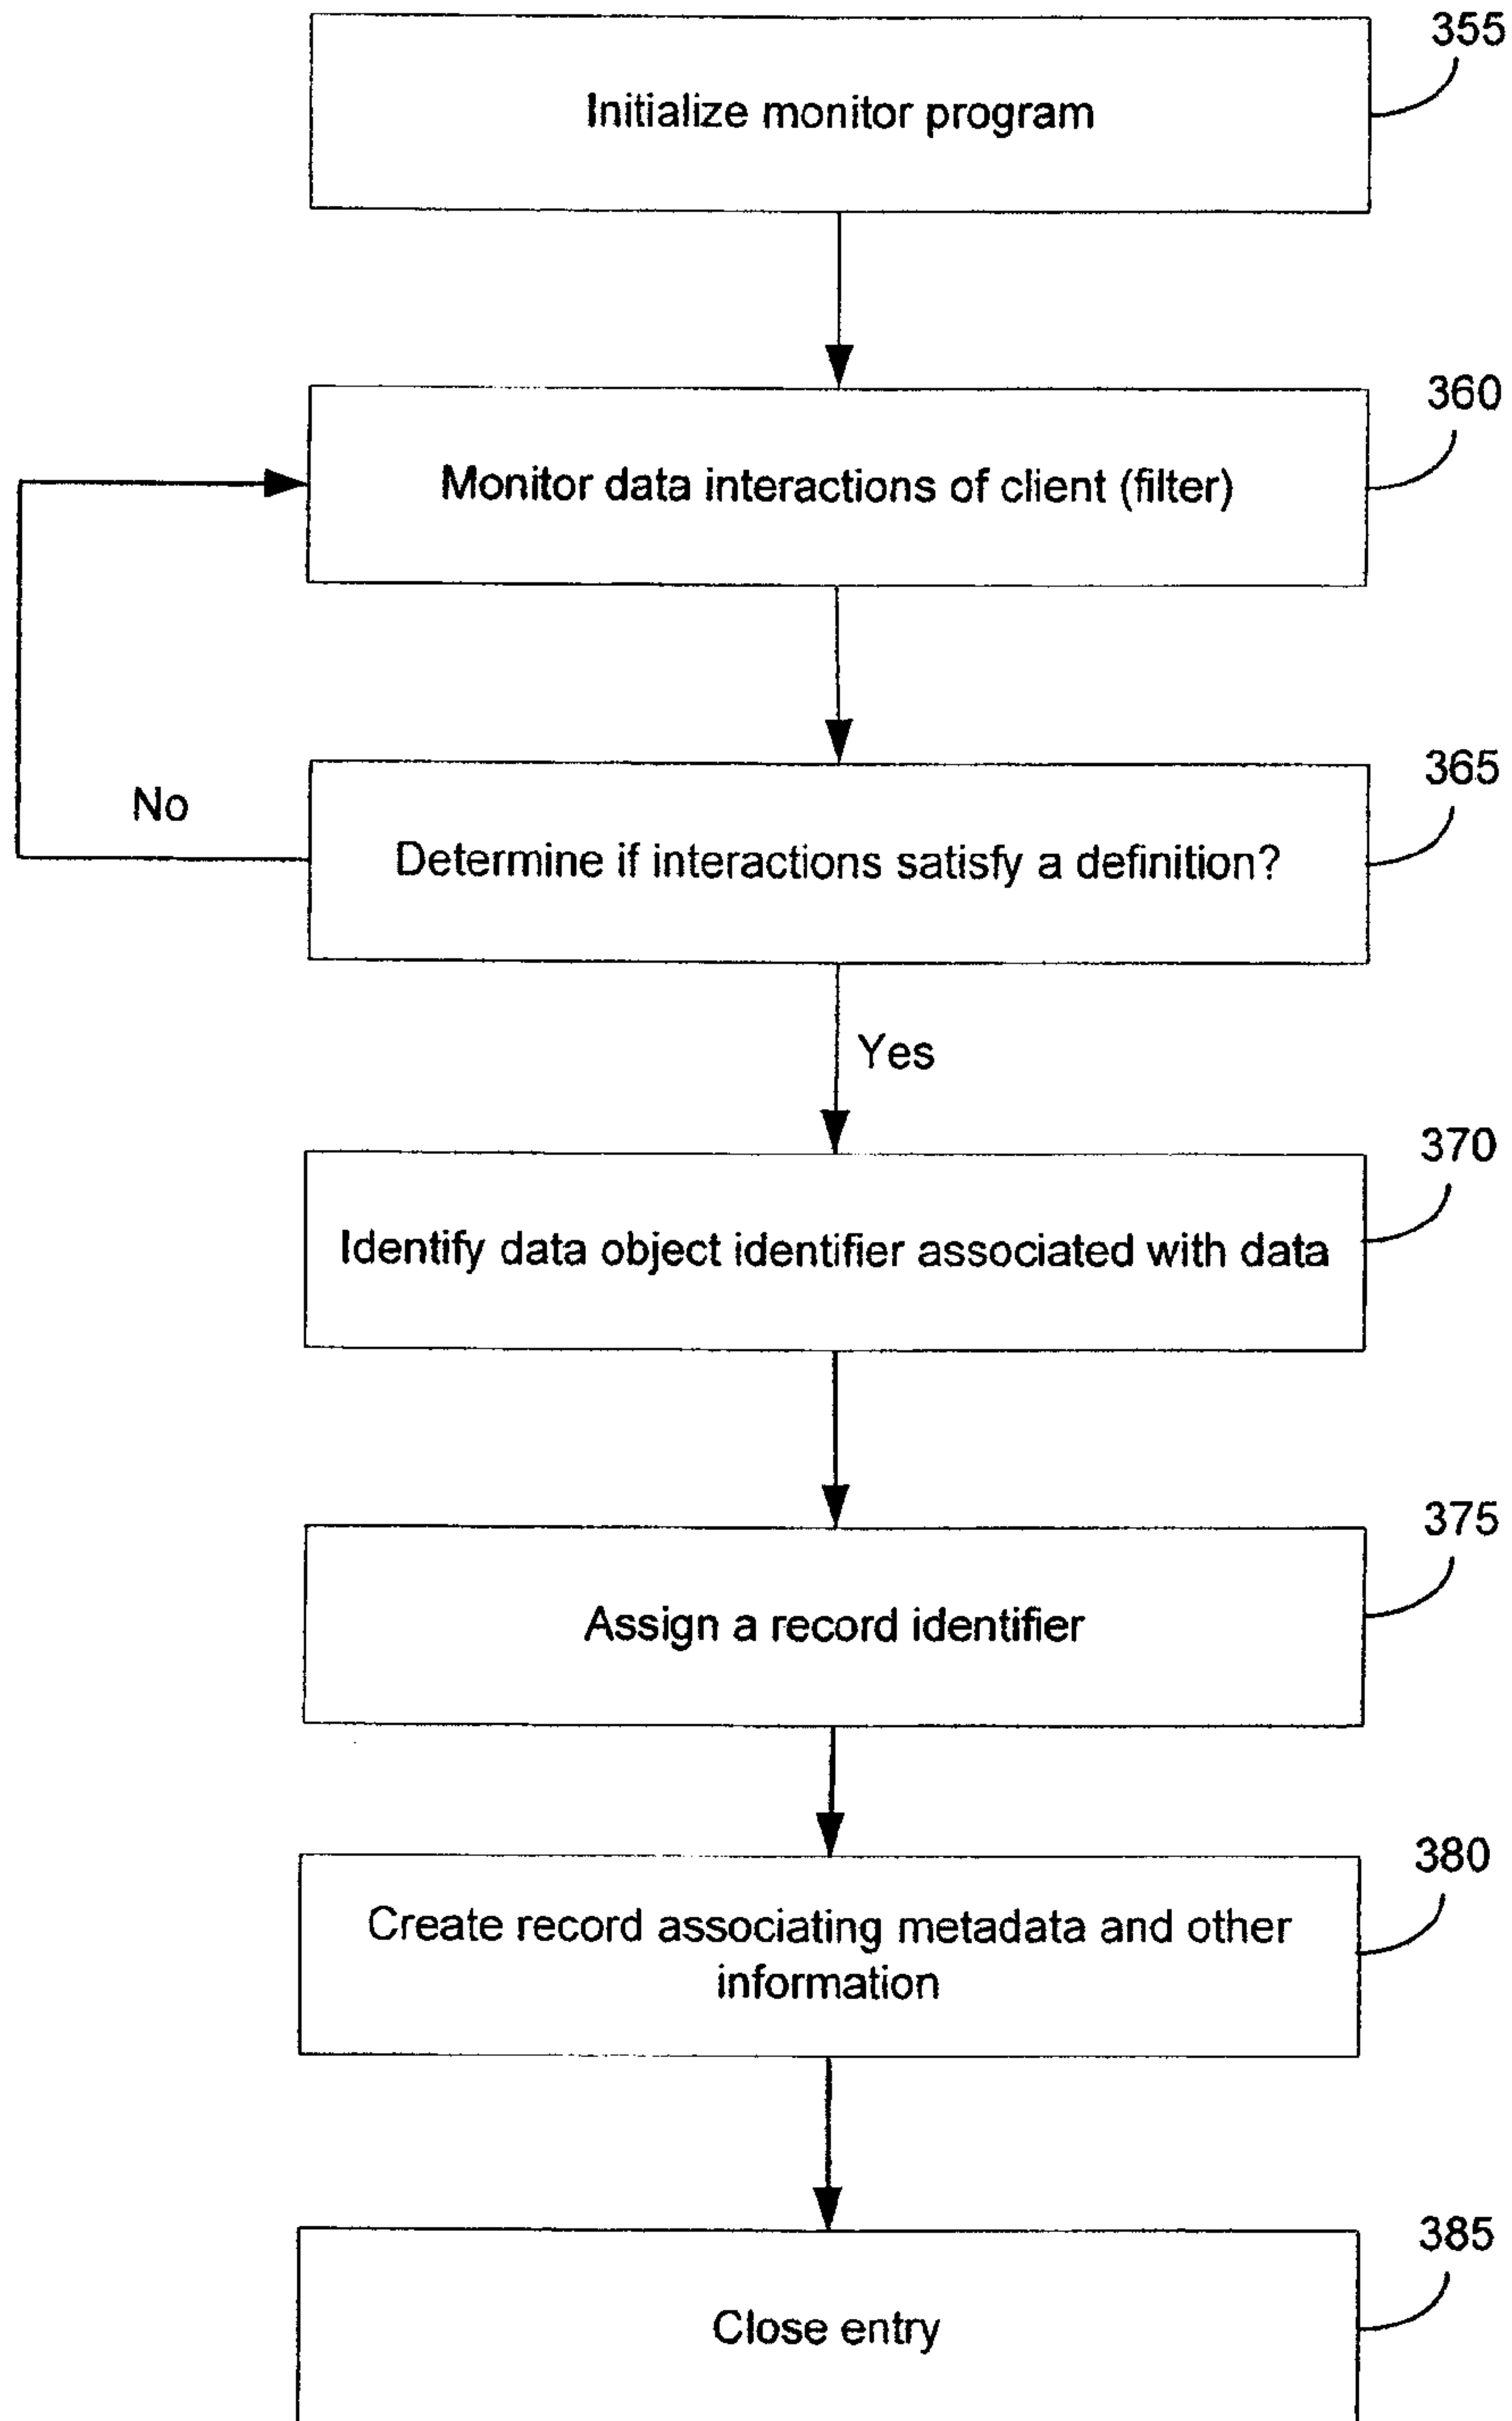 355
Initialize monitor program
360
Monitor data interactions of client (filter)
365
No
Determine if interactions satisfy a definition?
Yes
370
Identify data object identifier associated with data
375
Assign a record identifier
380
Create record associating metadata and other
information
385
Close entry